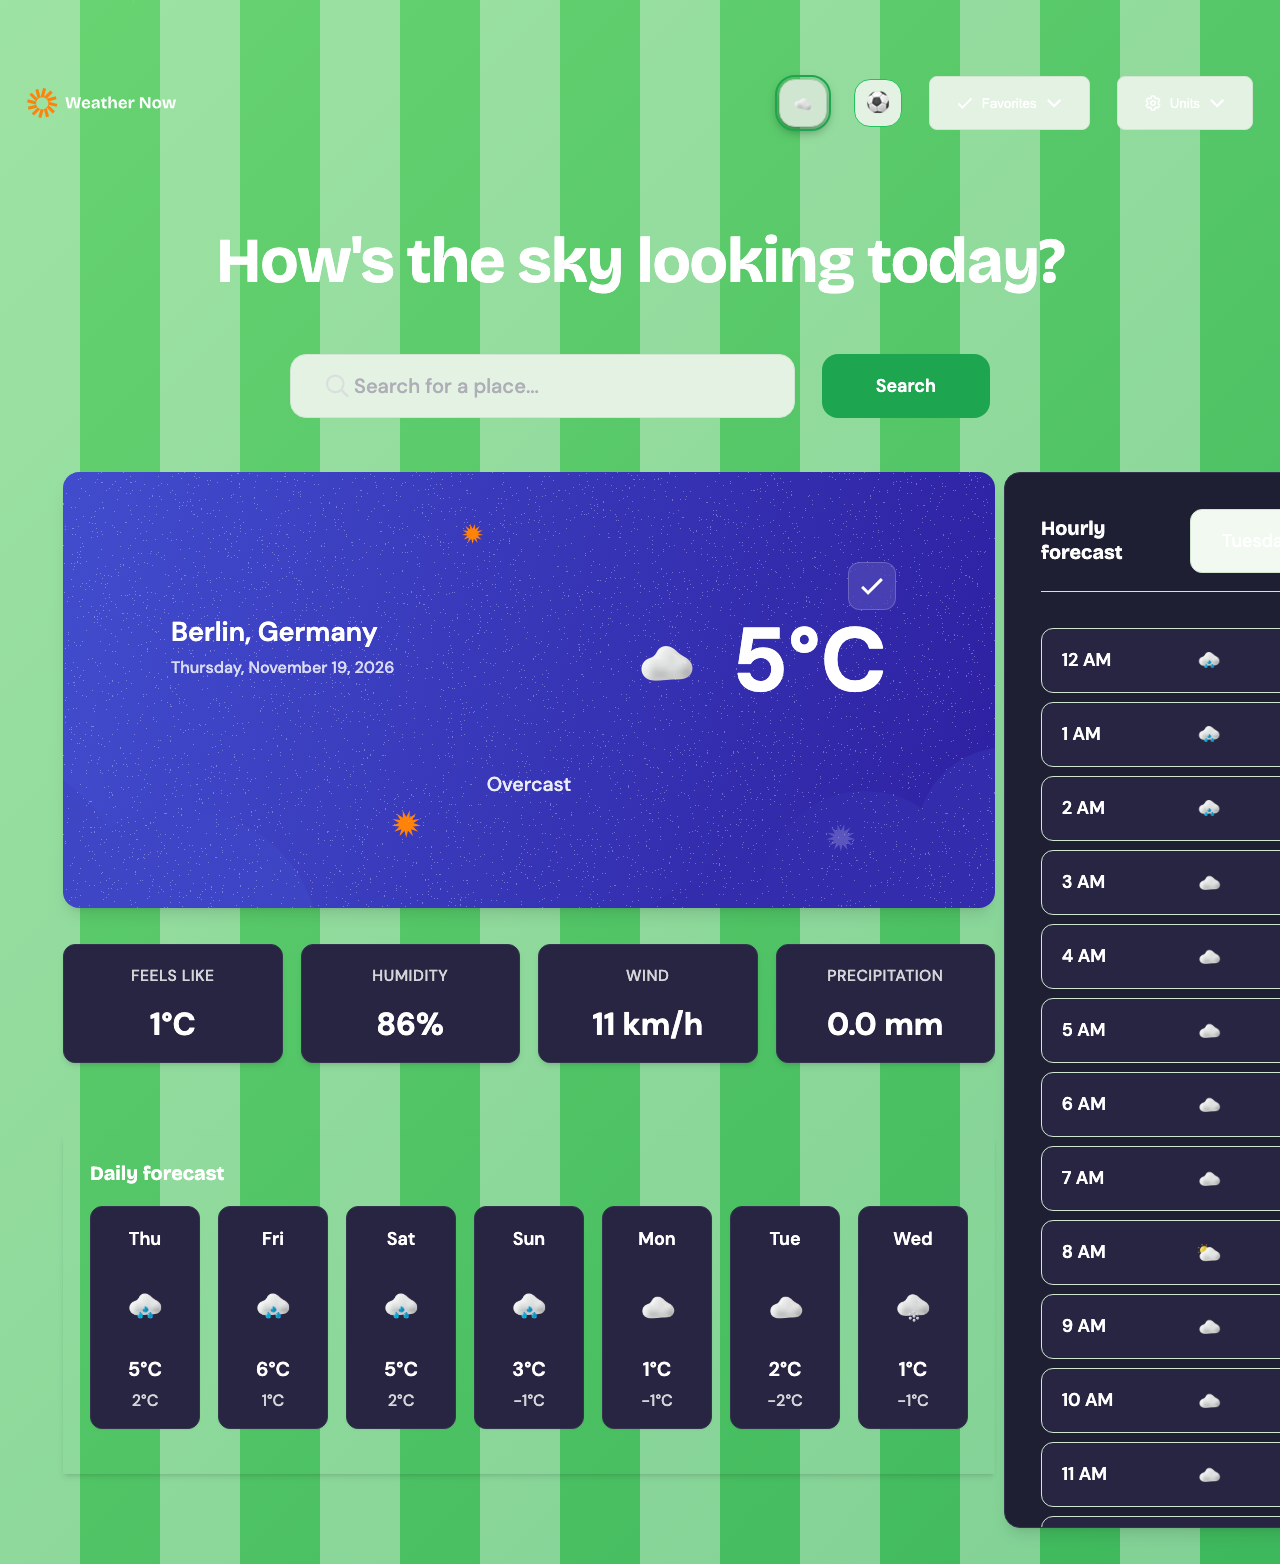 Weather Now
Favorites
Units
How's the sky looking today?
Search for a place...
Search
Berlin, Germany
Thursday, November 19, 2026
5°C
Overcast
FEELS LIKE
1°C
HUMIDITY
86%
WIND
11 km/h
PRECIPITATION
0.0 mm
Daily forecast
Thu
5°C
2°C
Fri
6°C
1°C
Sat
5°C
2°C
Sun
3°C
-1°C
Mon
1°C
-1°C
Tue
2°C
-2°C
Wed
1°C
-1°C
Hourly
forecast
12 AM
1 AM
2 AM
3 AM
4 AM
5 AM
6 AM
7 AM
8 AM
9 AM
10 AM
11 AM